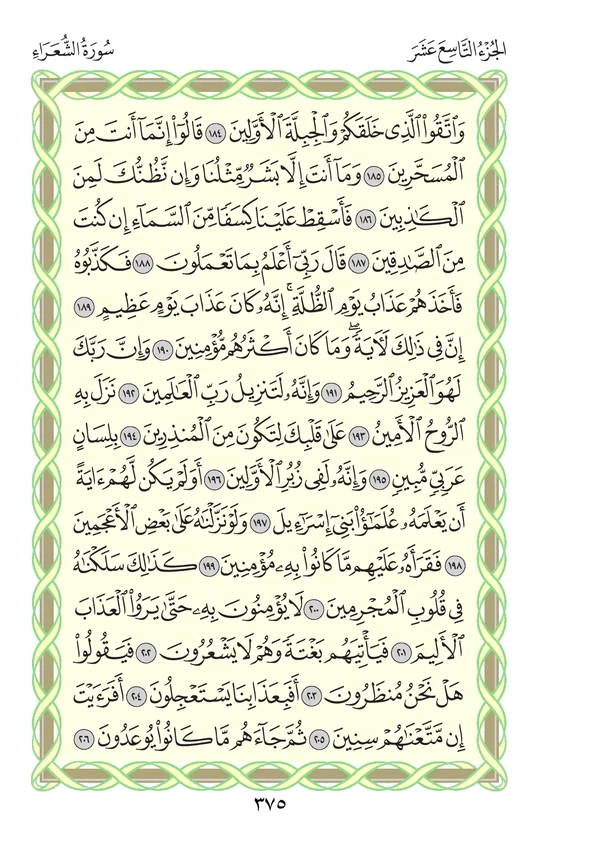 الجُزْءُ التَّاسِعَ عَشَرَ
سُورَةُ الشُّعَرَاءِ
وَٱتَّقُوا۟ ٱلَّذِى خَلَقَكُمْ وَٱلْجِبِلَّةَ ٱلْأَوَّلِينَ ١٨٤ قَالُوٓا۟ إِنَّمَآ أَنتَ مِنَ
ٱلْمُسَحَّرِينَ ١٨٥ وَمَآ أَنتَ إِلَّا بَشَرٌ مِّثْلُنَا وَإِن نَّظُنُّكَ لَمِنَ
ٱلْكَـٰذِبِينَ ١٨٦ فَأَسْقِطْ عَلَيْنَا كِسَفًا مِّنَ ٱلسَّمَآءِ إِن كُنتَ
مِنَ ٱلصَّـٰدِقِينَ ١٨٧ قَالَ رَبِّىٓ أَعْلَمُ بِمَا تَعْمَلُونَ ١٨٨ فَكَذَّبُوهُ
فَأَخَذَهُمْ عَذَابُ يَوْمِ ٱلظُّلَّةِ ۚ إِنَّهُۥ كَانَ عَذَابَ يَوْمٍ عَظِيمٍ ١٨٩
إِنَّ فِى ذَٰلِكَ لَـَٔايَةً ۖ وَمَا كَانَ أَكْثَرُهُم مُّؤْمِنِينَ ١٩٠ وَإِنَّ رَبَّكَ
لَهُوَ ٱلْعَزِيزُ ٱلرَّحِيمُ ١٩١ وَإِنَّهُۥ لَتَنزِيلُ رَبِّ ٱلْعَـٰلَمِينَ ١٩٢ نَزَلَ بِهِ
ٱلرُّوحُ ٱلْأَمِينُ ١٩٣ عَلَىٰ قَلْبِكَ لِتَكُونَ مِنَ ٱلْمُنذِرِينَ ١٩٤ بِلِسَانٍ
عَرَبِىٍّ مُّبِينٍ ١٩٥ وَإِنَّهُۥ لَفِى زُبُرِ ٱلْأَوَّلِينَ ١٩٦ أَوَلَمْ يَكُن لَّهُمْ ءَايَةً
أَن يَعْلَمَهُۥ عُلَمَـٰٓؤُا۟ بَنِىٓ إِسْرَٰٓءِيلَ ١٩٧ وَلَوْ نَزَّلْنَـٰهُ عَلَىٰ بَعْضِ ٱلْأَعْجَمِينَ
١٩٨ فَقَرَأَهُۥ عَلَيْهِم مَّا كَانُوا۟ بِهِۦ مُؤْمِنِينَ ١٩٩ كَذَٰلِكَ سَلَكْنَـٰهُ
فِى قُلُوبِ ٱلْمُجْرِمِينَ ٢٠٠ لَا يُؤْمِنُونَ بِهِۦ حَتَّىٰ يَرَوُا۟ ٱلْعَذَابَ
ٱلْأَلِيمَ ٢٠١ فَيَأْتِيَهُم بَغْتَةً وَهُمْ لَا يَشْعُرُونَ ٢٠٢ فَيَقُولُوا۟
هَلْ نَحْنُ مُنظَرُونَ ٢٠٣ أَفَبِعَذَابِنَا يَسْتَعْجِلُونَ ٢٠٤ أَفَرَءَيْتَ
إِن مَّتَّعْنَـٰهُمْ سِنِينَ ٢٠٥ ثُمَّ جَآءَهُم مَّا كَانُوا۟ يُوعَدُونَ ٢٠٦
٣٧٥